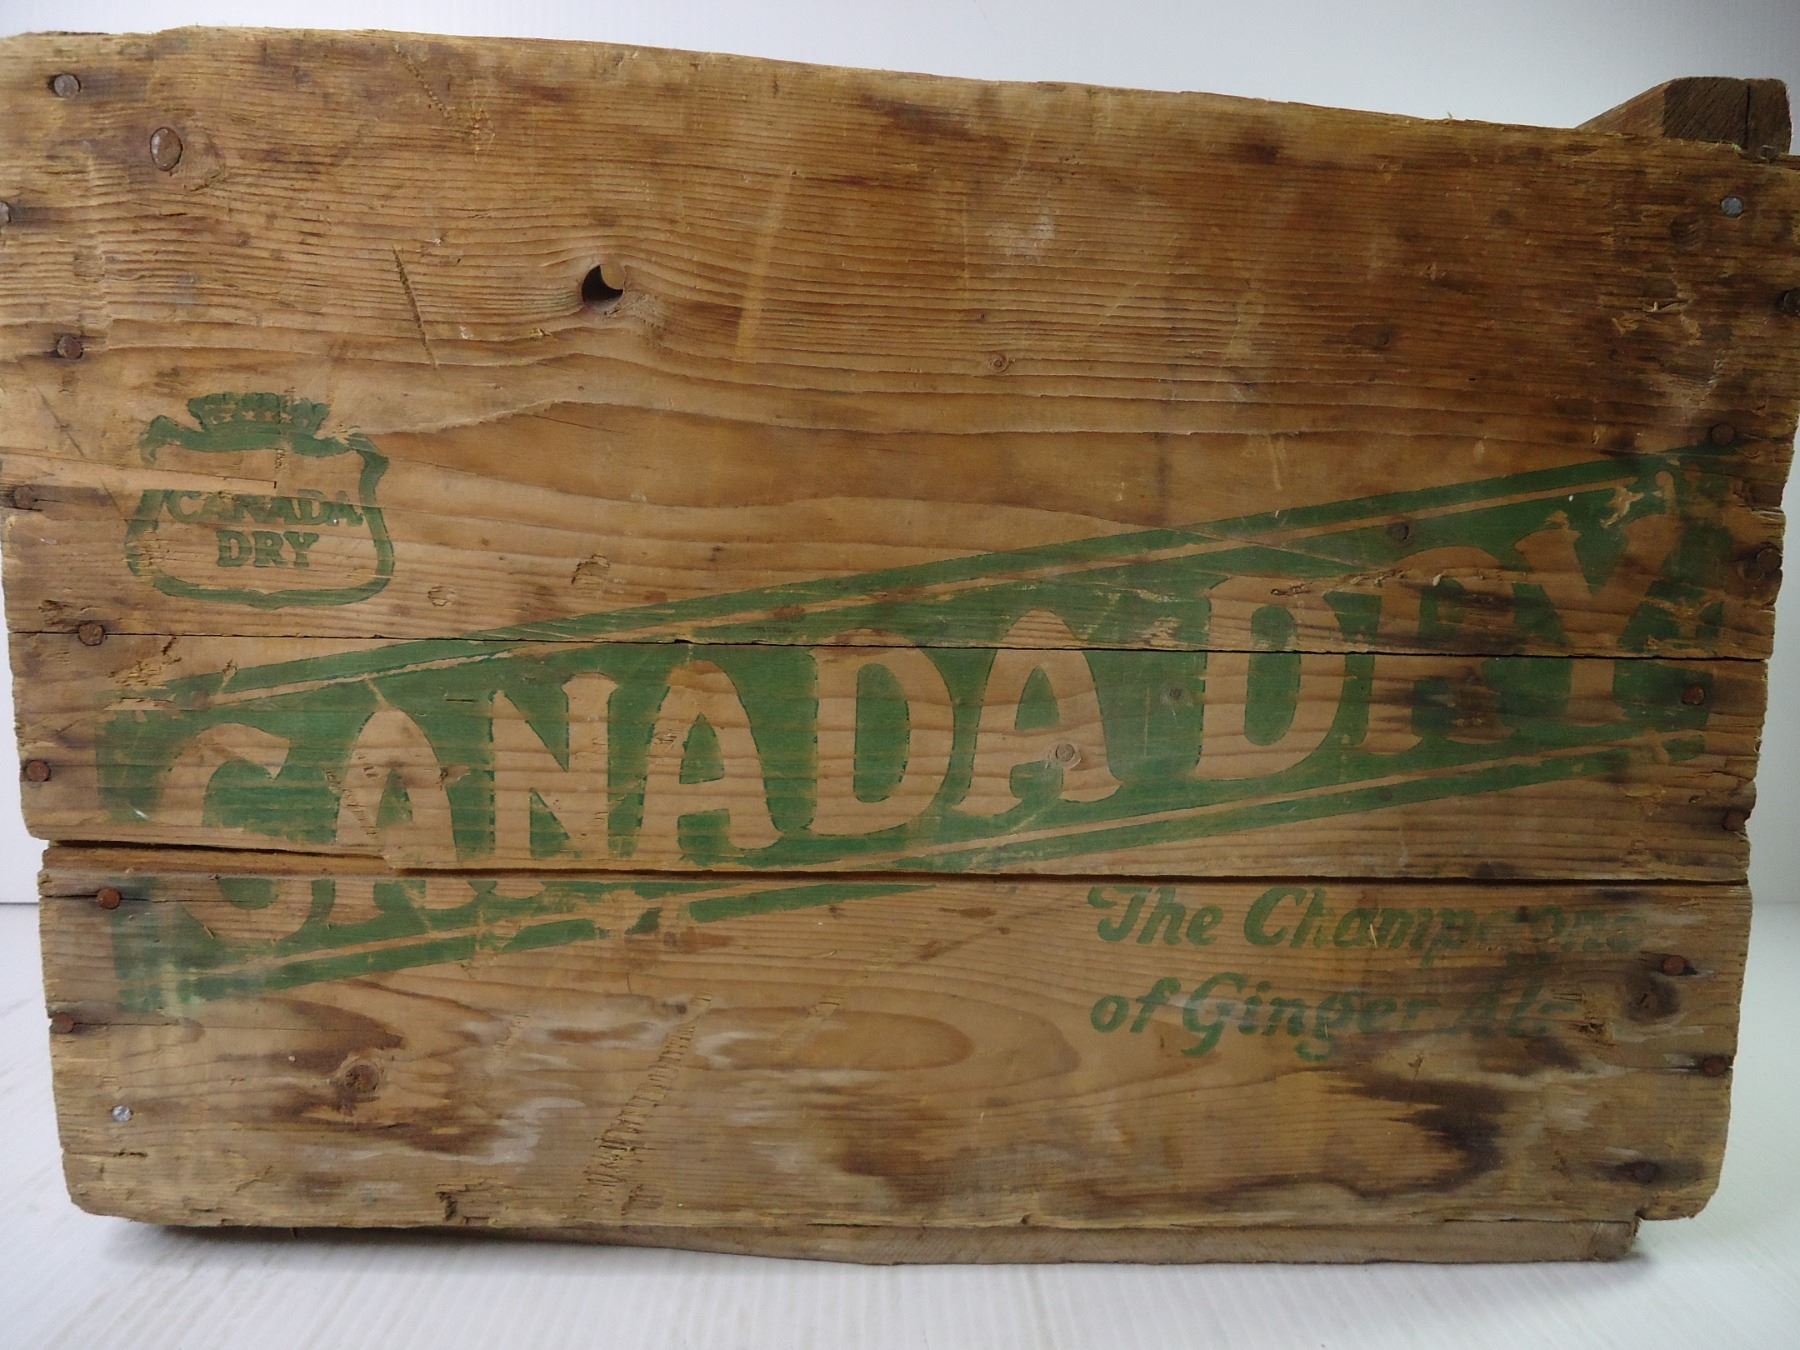 CANADA
DRY
CANADA DRY
The Champagne
of Ginger Ale